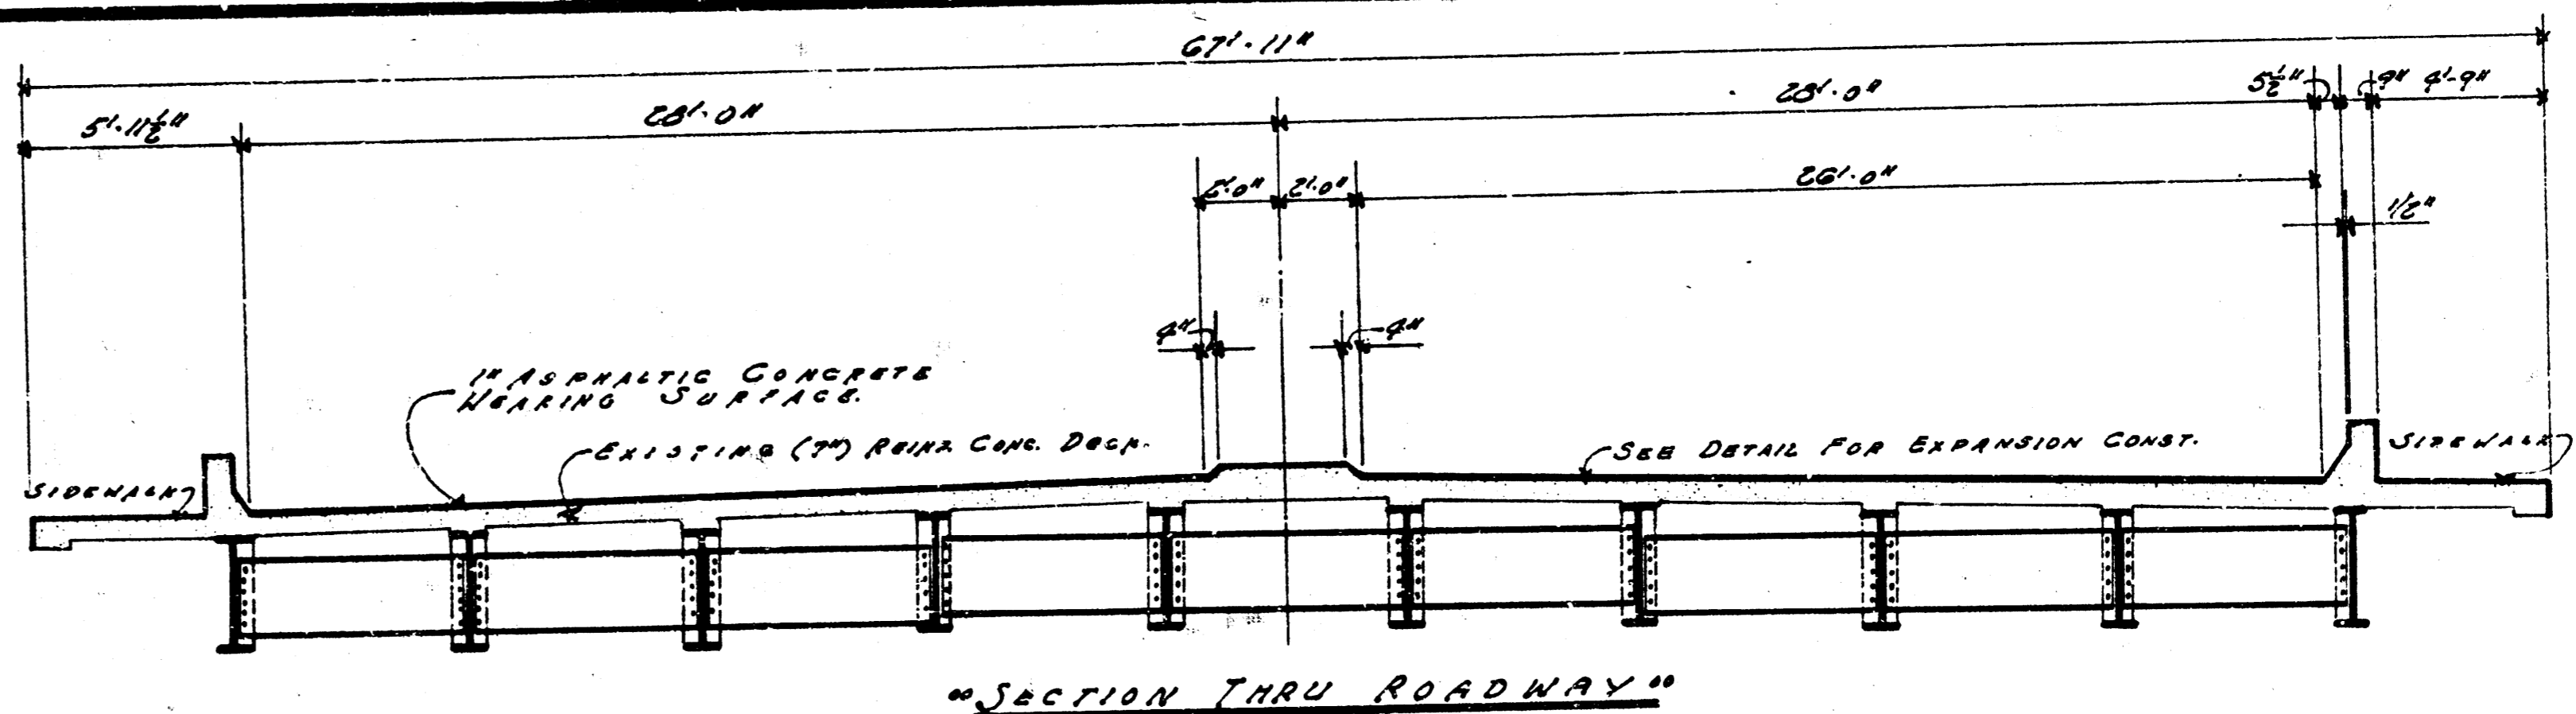 67'-11"
5'-11½"
28'-0"
28'-0"
5½"
9"
4'-9"
2'-0"
2'-0"
26'-0"
1/2"
4"
4"
1" ASPHALTIC CONCRETE
WEARING SURFACE.
EXISTING (7") REINF. CONC. DECK.
SEE DETAIL FOR EXPANSION CONST.
SIDEWALK
SIDEWALK
"SECTION THRU ROADWAY"